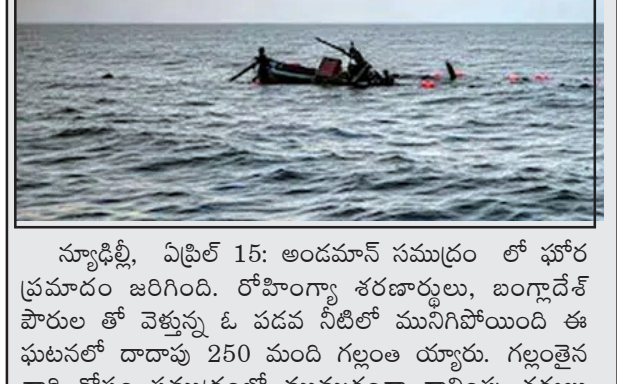 న్యూఢిల్లీ, ఏప్రిల్ 15: అండమాన్ సముద్రం లో ఘోర
ప్రమాదం జరిగింది. రోహింగ్యా శరణార్థులు, బంగ్లాదేశ్
పౌరుల తో వెళ్తున్న ఓ పడవ నీటిలో మునిగిపోయింది ఈ
ఘటనలో దాదాపు 250 మంది గల్లంత య్యారు. గల్లంతైన